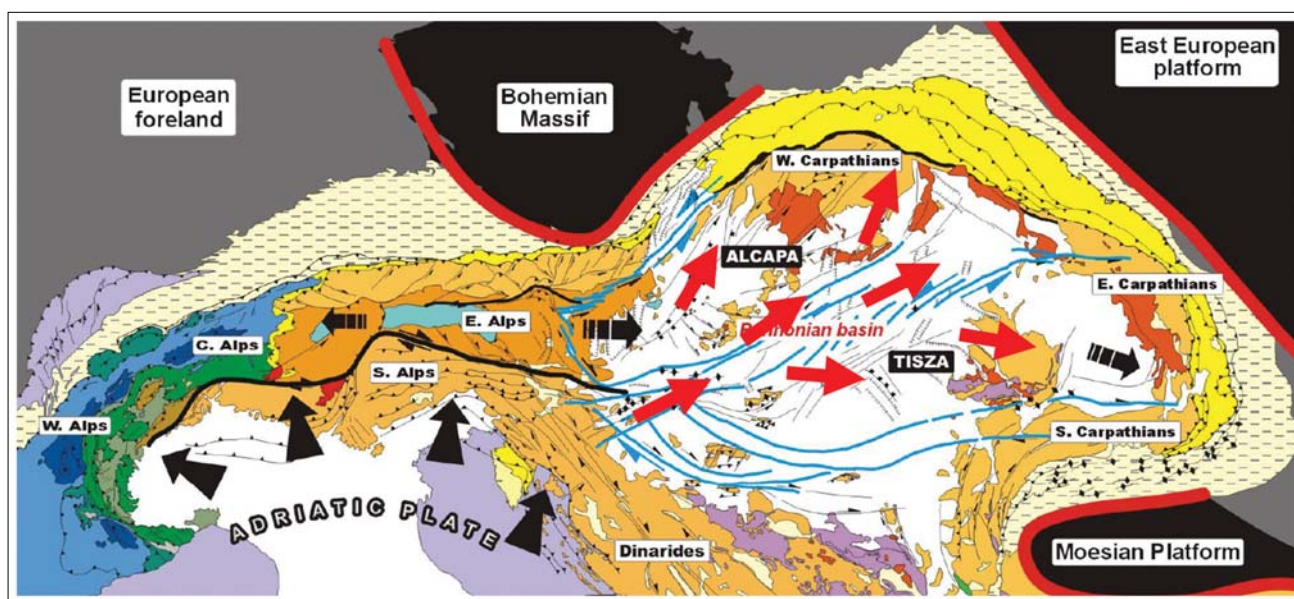 European
foreland
Bohemian
Massif
East European
platform
W. Carpathians
ALCAPA
E. Carpathians
Pannonian basin
E. Alps
C. Alps
S. Alps
TISZA
W. Alps
S. Carpathians
ADRIATIC PLATE
Dinarides
Moesian Platform